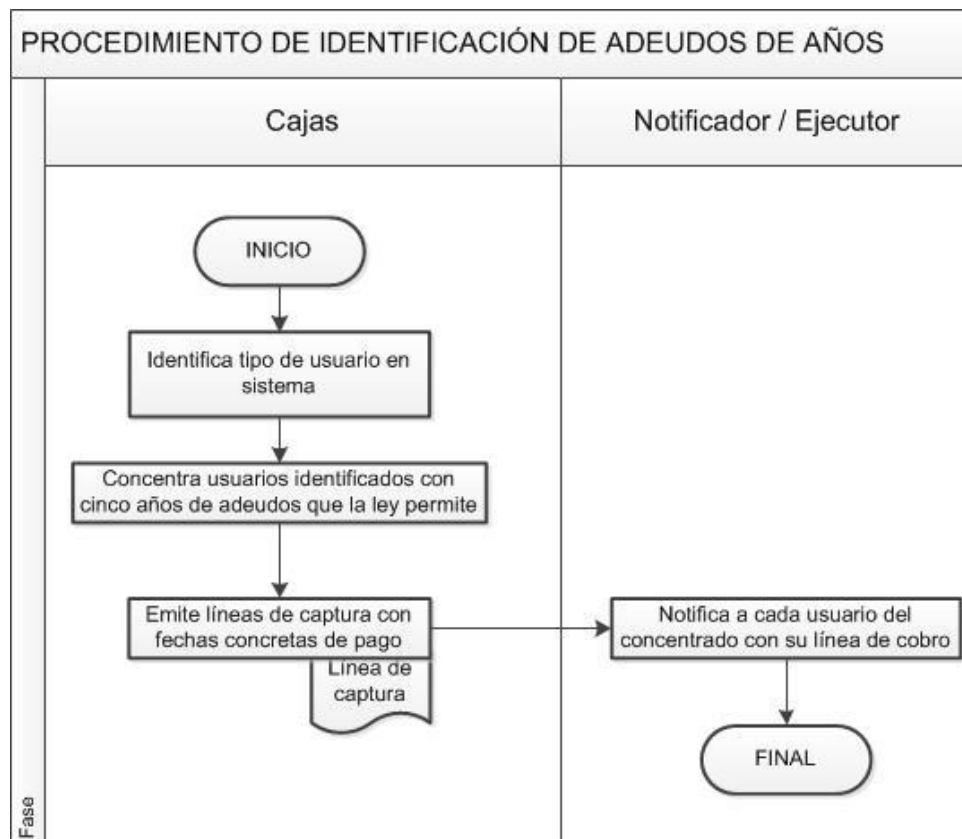 PROCEDIMIENTO DE IDENTIFICACIÓN DE ADEUDOS DE AÑOS
Cajas
Notificador / Ejecutor
INICIO
Identifica tipo de usuario en
sistema
Concentra usuarios identificados con
cinco años de adeudos que la ley permite
Emite líneas de captura con
fechas concretas de pago
Línea de
captura
Notifica a cada usuario del
concentrado con su línea de cobro
FINAL
Fase